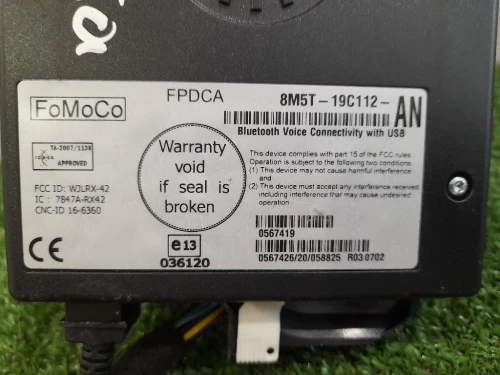 FoMoCo
FPDCA
8M5T-19C112-AN
Bluetooth Voice Connectivity with USB
TA-2007/1128
ICASA
APPROVED
Warranty
void
if seal is
broken
This device complies with part 15 of the FCC rules
Operation is subject to the following two conditions
(1) This device may not cause harmful interference
and
(2) This device must accept any interference received,
including interference that may cause undesired
operation.
FCC ID: WJLRX-42
IC : 7847A-RX42
CNC-ID 16-6360
CE
e13
036120
0567419
0567426/20/058825 R03.0702